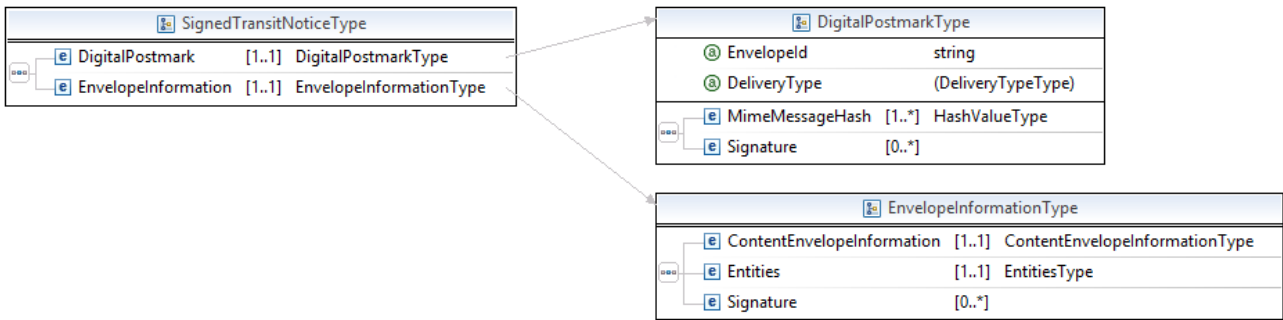 SignedTransitNoticeType
e DigitalPostmark [1..1] DigitalPostmarkType
e EnvelopeInformation [1..1] EnvelopeInformationType
DigitalPostmarkType
a EnvelopeId string
a DeliveryType (DeliveryTypeType)
e MimeMessageHash [1..*] HashValueType
e Signature [0..*]
EnvelopeInformationType
e ContentEnvelopeInformation [1..1] ContentEnvelopeInformationType
e Entities [1..1] EntitiesType
e Signature [0..*]